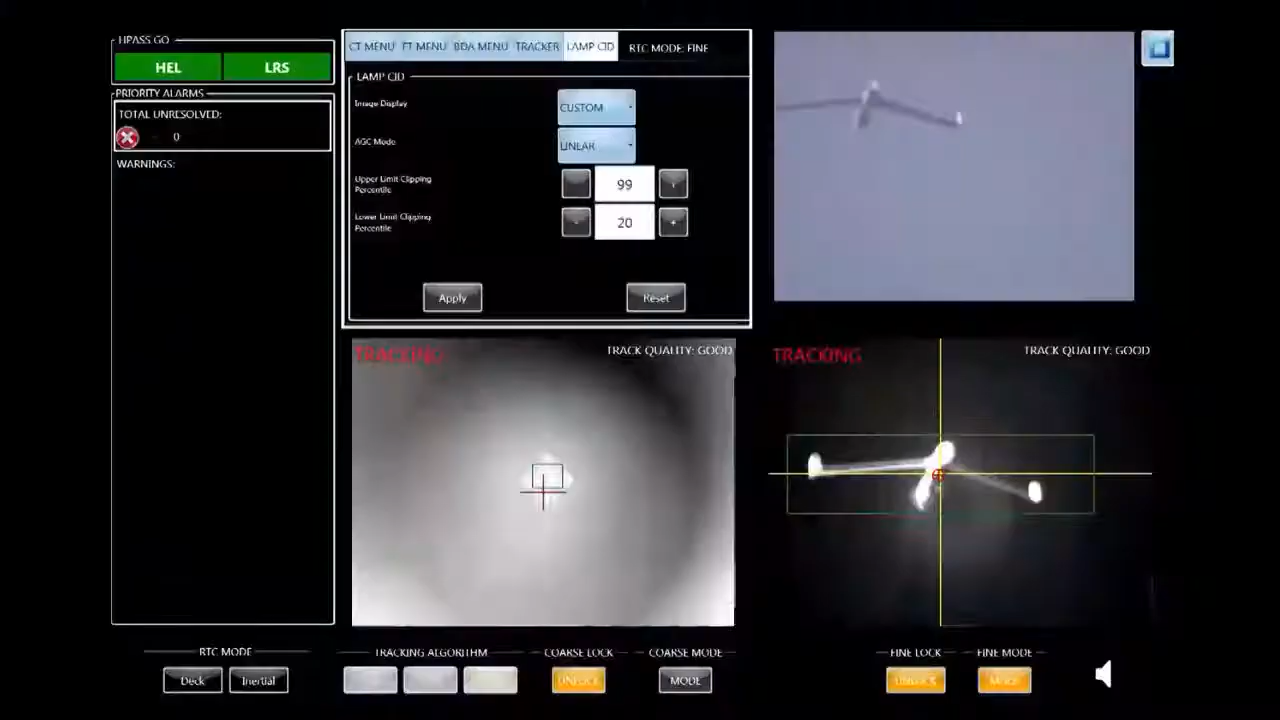 HPASS GO
HEL
LRS
PRIORITY ALARMS
TOTAL UNRESOLVED:
- 0
WARNINGS:
CT MENU FT MENU BDA MENU TRACKER LAMP CID RTC MODE: FINE
LAMP CID
Image Display
CUSTOM
AGC Mode
LINEAR
Upper Limit Clipping
Percentile
99
Lower Limit Clipping
Percentile
-
20
+
Apply
Reset
TRACKING
TRACK QUALITY: GOOD
TRACKING
TRACK QUALITY: GOOD
RTC MODE
Deck
Inertial
TRACKING ALGORITHM
COARSE LOCK
UNLOCK
COARSE MODE
MODE
FINE LOCK
UNLOCK
FINE MODE
MODE